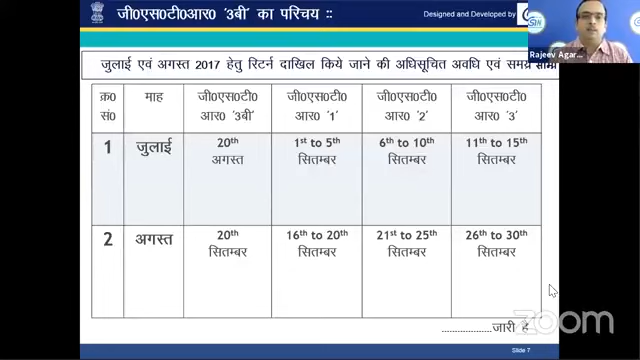 जी0एस0टी0आर0 '3बी' का परिचय ::
Designed and Developed by
Rajeev Agar...
जुलाई एवं अगस्त 2017 हेतु रिटर्न दाखिल किये जाने की अधिसूचित अवधि एवं समय
क्र0 सं0 माह जी0एस0टी0 आर0 '3बी' जी0एस0टी0 आर0 '1' जी0एस0टी0 आर0 '2' जी0एस0टी0 आर0 '3'
1 जुलाई 20th अगस्त 1st to 5th सितम्बर 6th to 10th सितम्बर 11th to 15th सितम्बर
2 अगस्त 20th सितम्बर 16th to 20th सितम्बर 21st to 25th सितम्बर 26th to 30th सितम्बर
....................जारी है
zoom
Slide 7